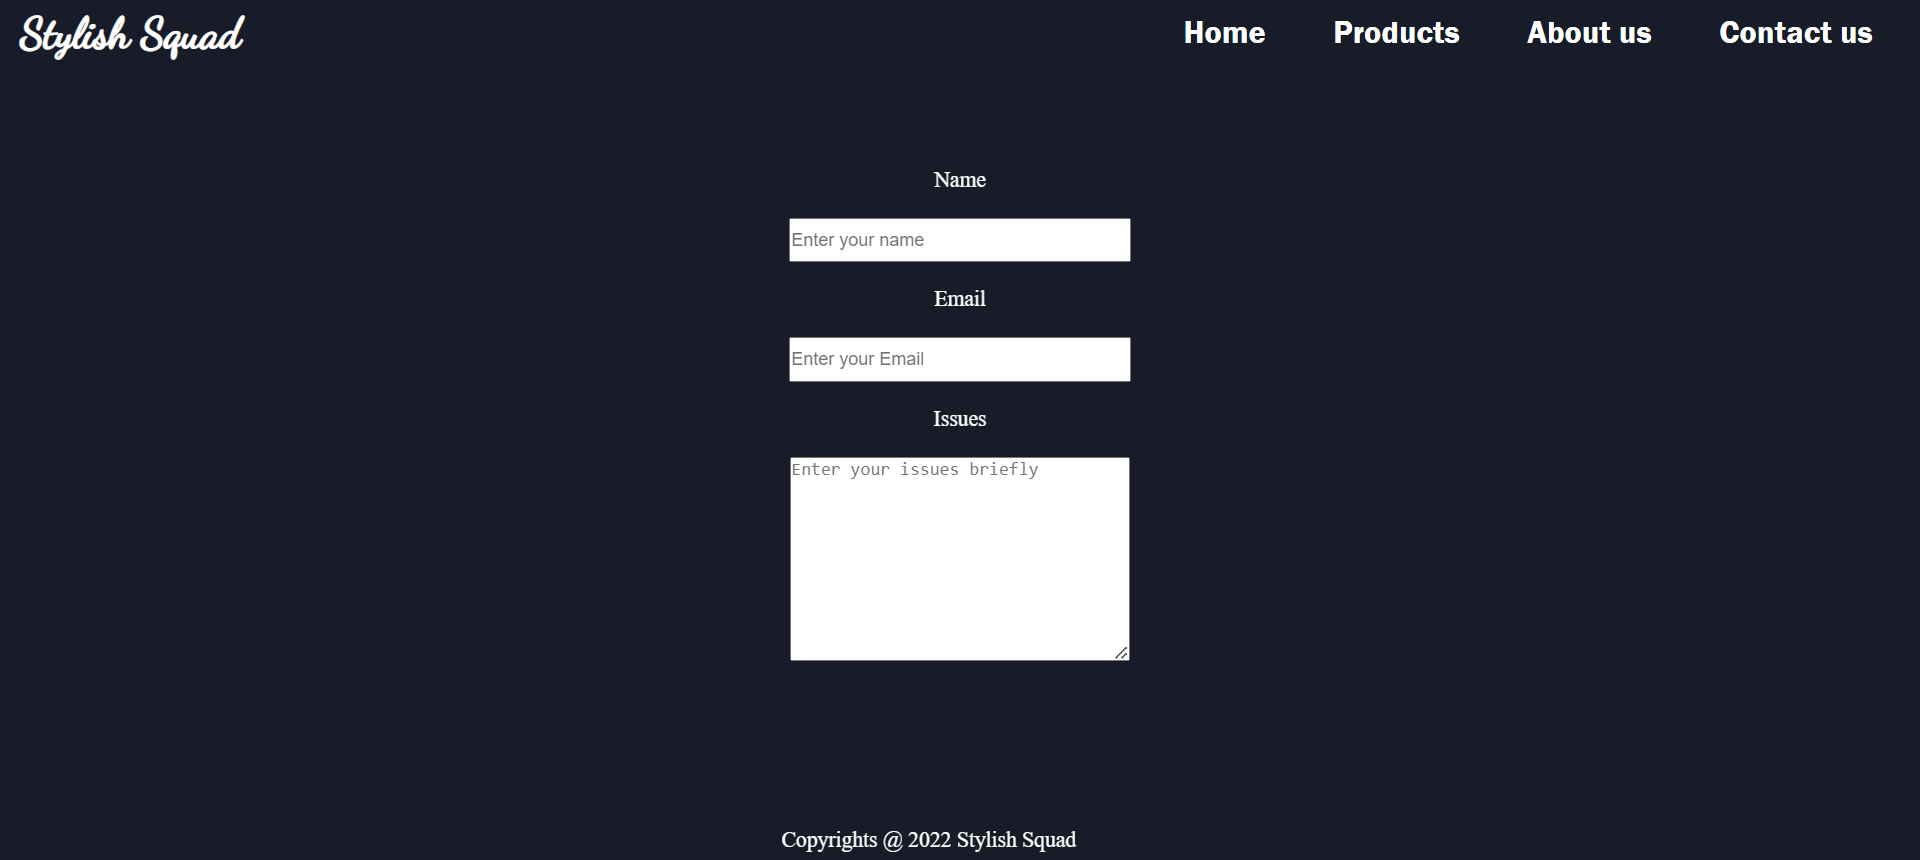 Stylish Squad
Home Products About us Contact us
Name
Enter your name
Email
Enter your Email
Issues
Enter your issues briefly
Copyrights @ 2022 Stylish Squad